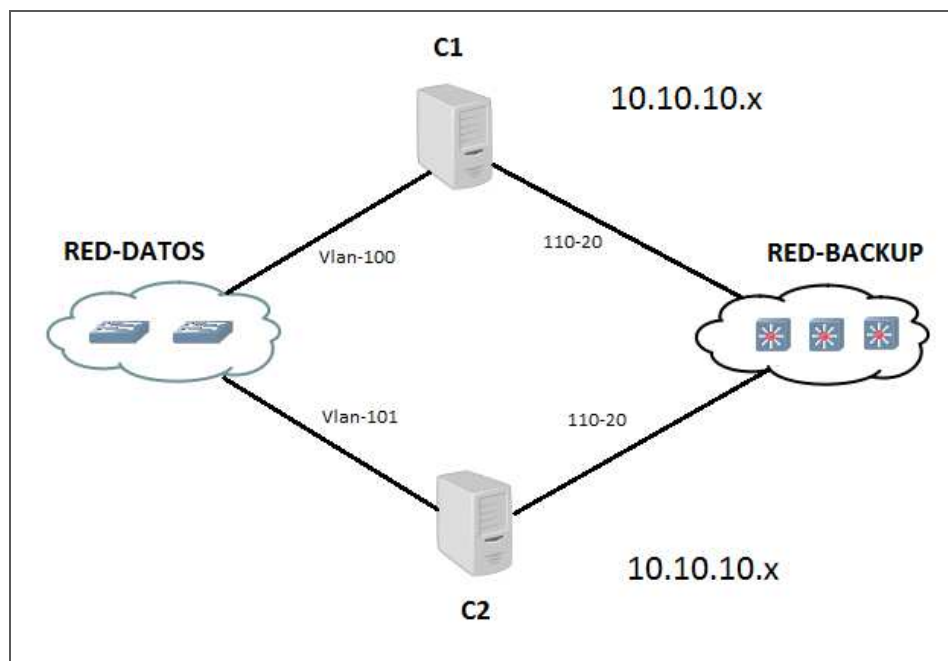 C1
10.10.10.x
RED-DATOS
Vlan-100
110-20
RED-BACKUP
Vlan-101
110-20
10.10.10.x
C2